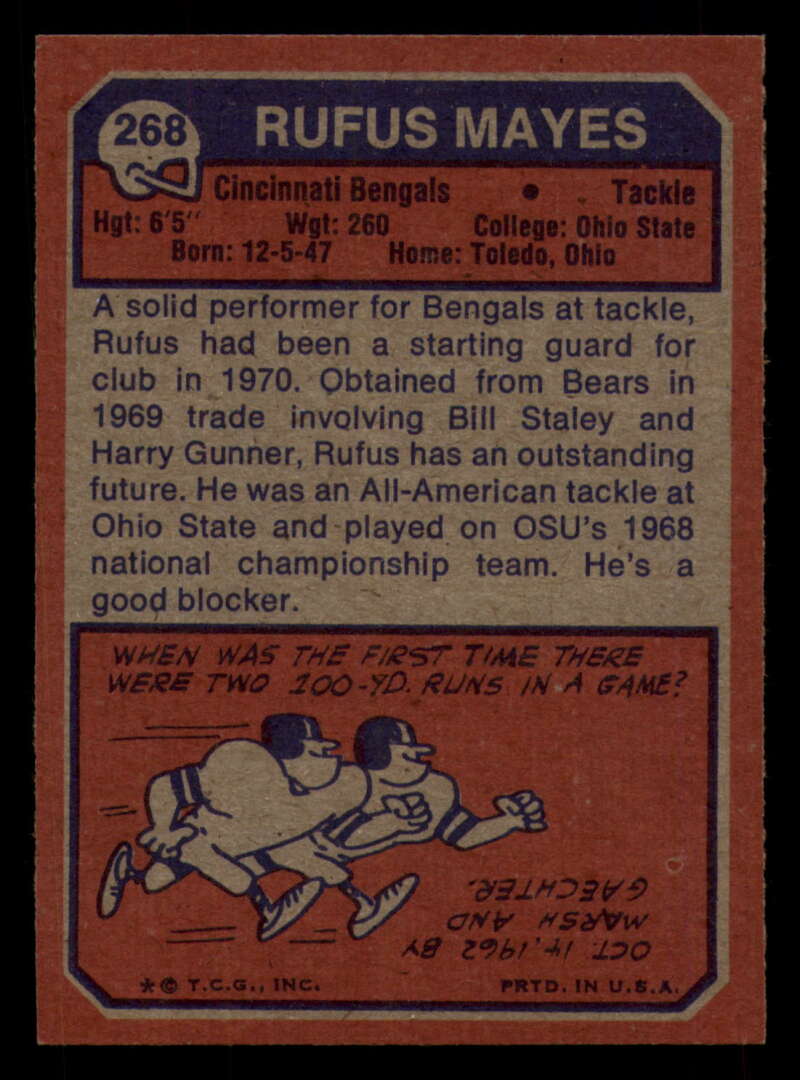 268
RUFUS MAYES
Cincinnati Bengals • Tackle
Hgt: 6'5" Wgt: 260 College: Ohio State
Born: 12-5-47 Home: Toledo, Ohio
A solid performer for Bengals at tackle,
Rufus had been a starting guard for
club in 1970. Obtained from Bears in
1969 trade involving Bill Staley and
Harry Gunner, Rufus has an outstanding
future. He was an All-American tackle at
Ohio State and played on OSU's 1968
national championship team. He's a
good blocker.
WHEN WAS THE FIRST TIME THERE
WERE TWO 100-YD. RUNS IN A GAME?
OCT. 14, 1962 BY
MARSH AND
GAECHTER.
*© T.C.G., INC. PRTD. IN U.S.A.